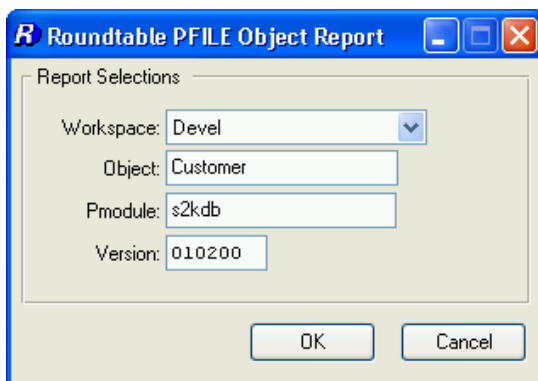 R Roundtable PFILE Object Report
Report Selections
Workspace: Devel
Object: Customer
Pmodule: s2kdb
Version: 010200
OK Cancel